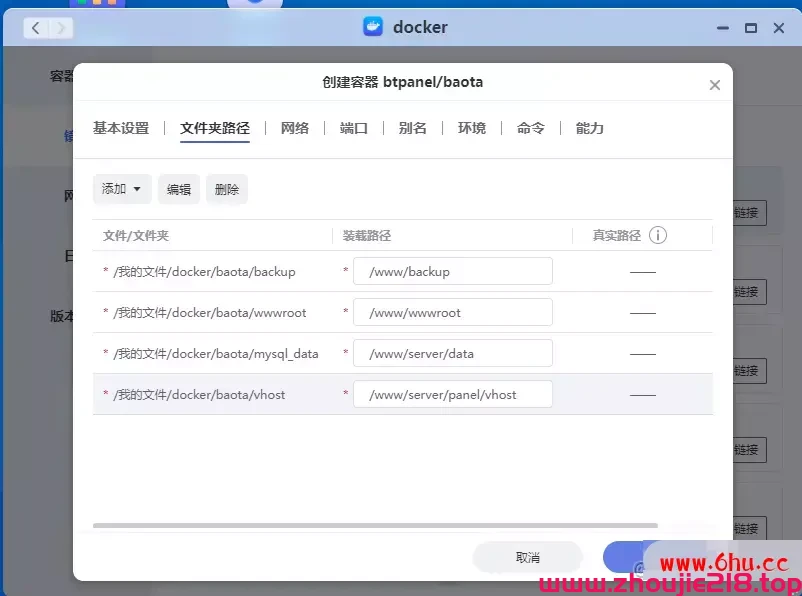 docker
容器
创建容器 btpanel/baota
基本设置 文件夹路径 网络 端口 别名 环境 命令 能力
添加 编辑 删除
文件/文件夹 装载路径 真实路径
* /我的文件/docker/baota/backup * /www/backup ——
* /我的文件/docker/baota/wwwroot * /www/wwwroot ——
* /我的文件/docker/baota/mysql_data * /www/server/data ——
* /我的文件/docker/baota/vhost * /www/server/panel/vhost ——
版本
链接
链接
链接
链接
链接
取消
www.6hu.cc
www.zhoujie218.top